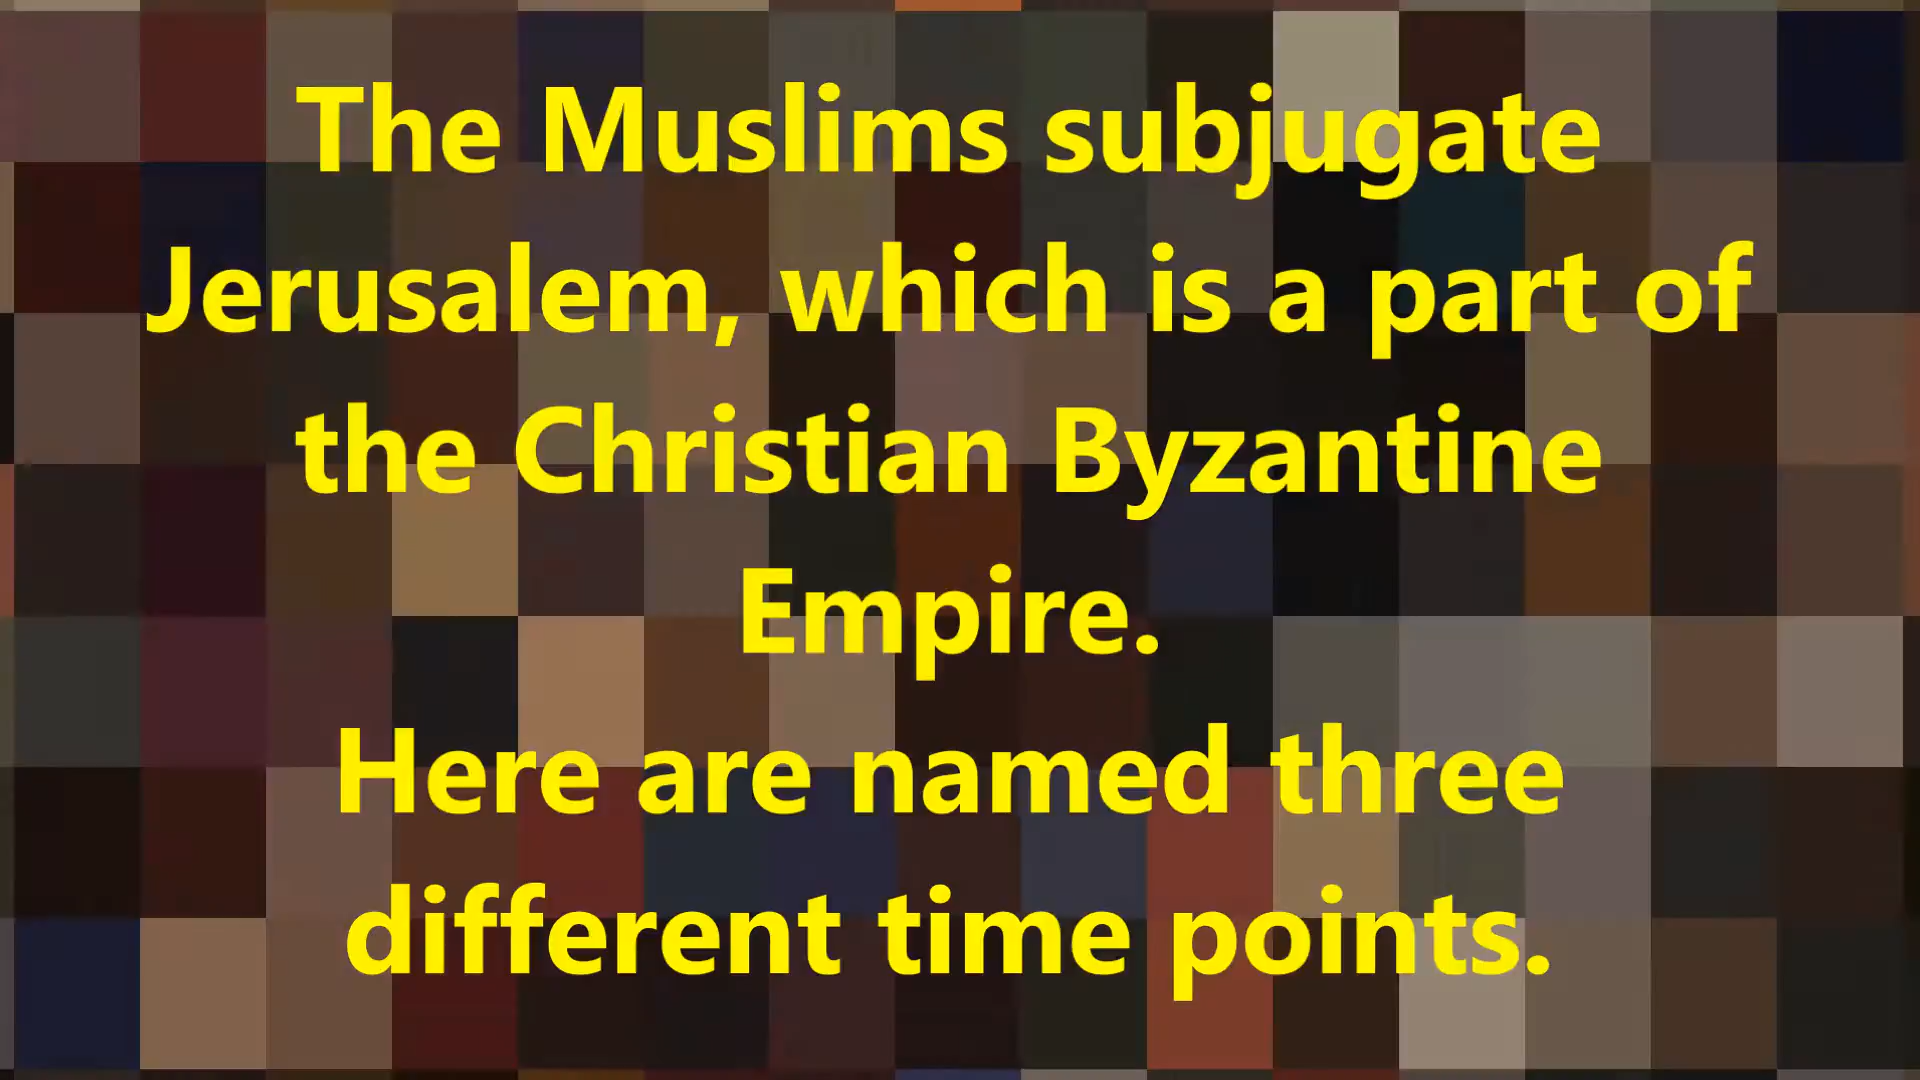 The Muslims subjugate
Jerusalem, which is a part of
the Christian Byzantine
Empire.
Here are named three
different time points.